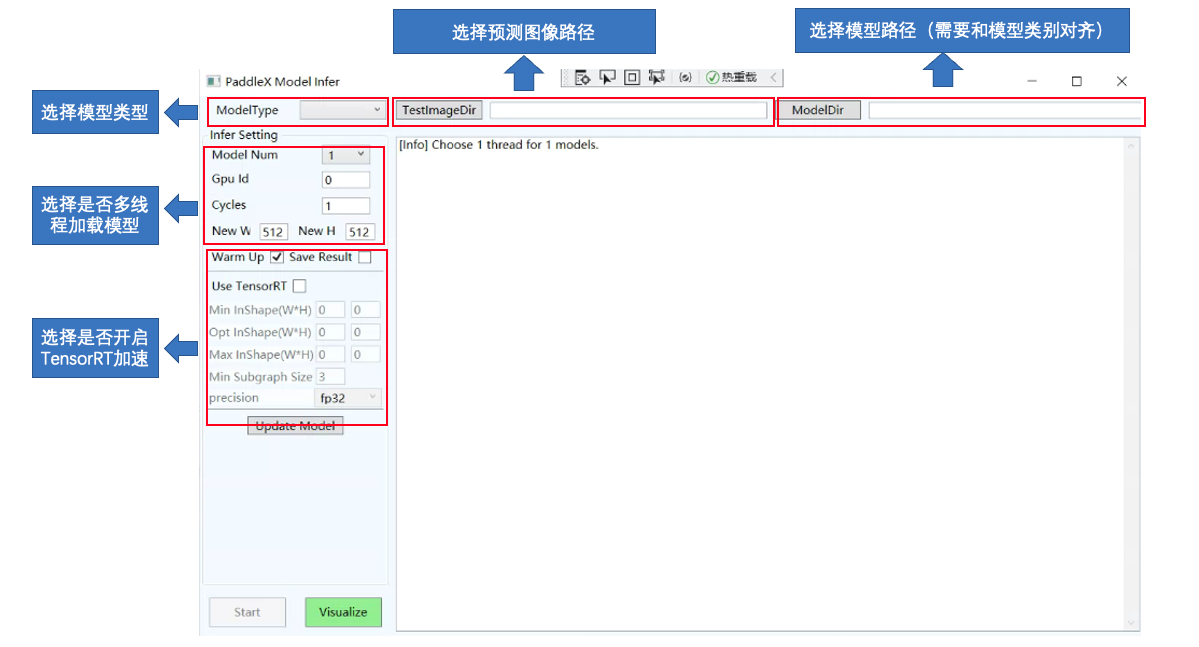 选择预测图像路径
选择模型路径（需要和模型类别对齐）
PaddleX Model Infer
热重载
选择模型类型
ModelType
TestImageDir
ModelDir
Infer Setting
[Info] Choose 1 thread for 1 models.
Model Num 1
Gpu Id 0
选择是否多线
程加载模型
Cycles 1
New W 512 New H 512
Warm Up Save Result
Use TensorRT
Min InShape(W*H) 0 0
选择是否开启
TensorRT加速
Opt InShape(W*H) 0 0
Max InShape(W*H) 0 0
Min Subgraph Size 3
precision fp32
Update Model
Start
Visualize